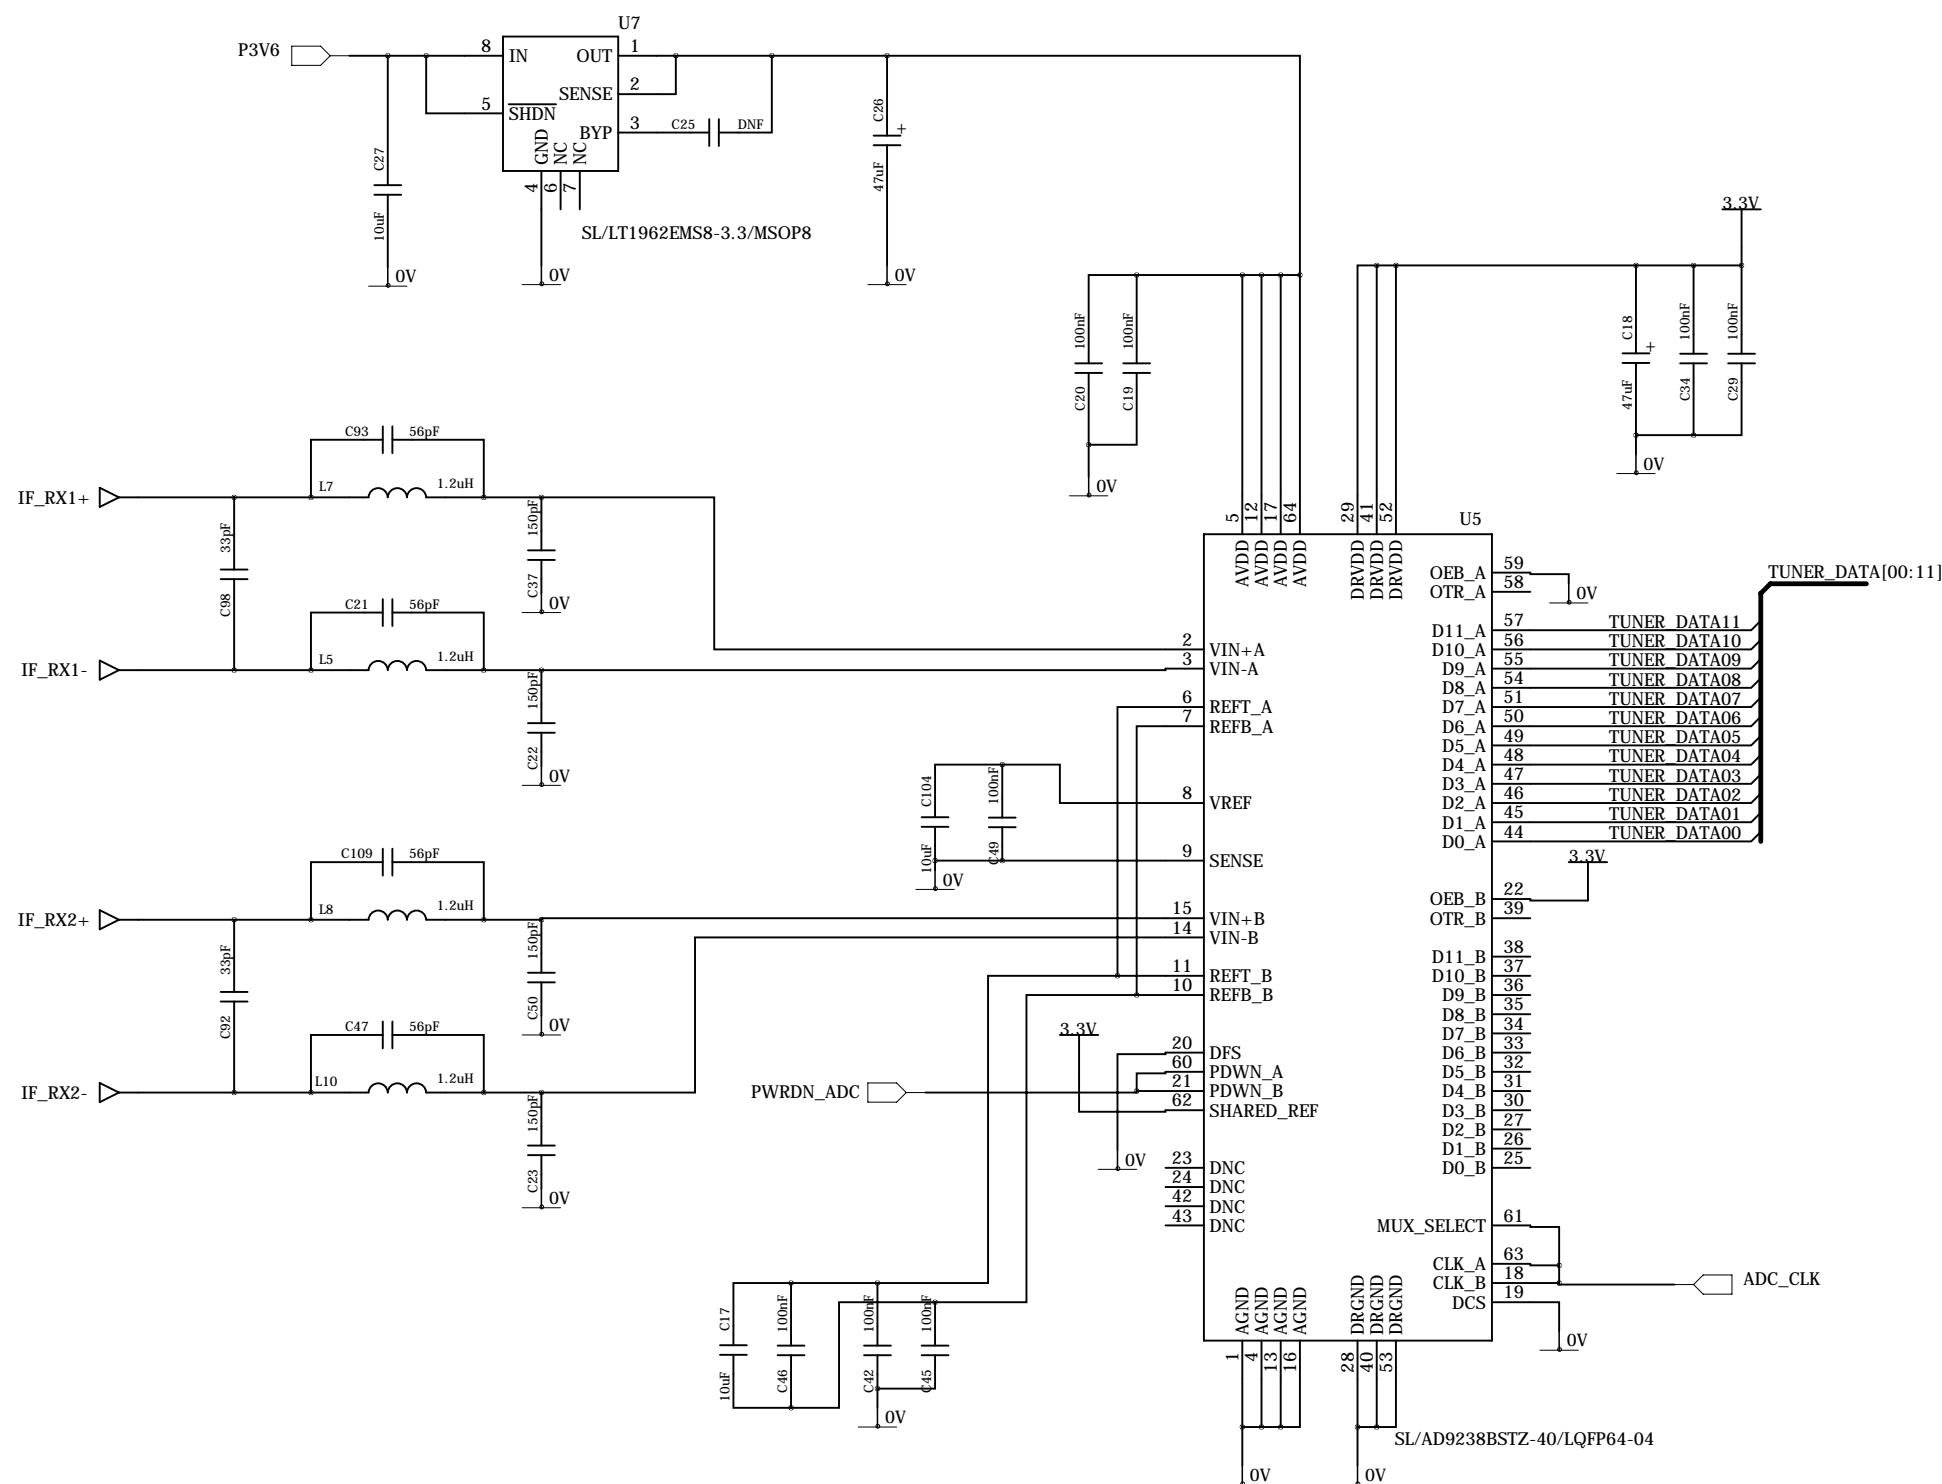 U7
P3V6
8
IN
OUT
1
SENSE
2
5
SHDN
BYP
3
C25
DNF
GND
NC
NC
4
6
7
C27
10uF
0V
0V
SL/LT1962EMS8-3.3/MSOP8
C26
+
47uF
0V
3.3V
100nF
C20
100nF
C19
0V
C18
+
47uF
100nF
C34
100nF
C29
0V
IF_RX1+
C93
56pF
L7
1.2uH
33pF
C98
150pF
C37
0V
IF_RX1-
C21
56pF
L5
1.2uH
150pF
C22
0V
IF_RX2+
C109
56pF
L8
1.2uH
33pF
C92
150pF
C50
0V
IF_RX2-
C47
56pF
L10
1.2uH
150pF
C23
0V
C104
10uF
100nF
C49
0V
3.3V
PWRDN_ADC
0V
C17
10uF
100nF
C46
100nF
C42
100nF
C45
0V
U5
5
12
17
64
AVDD
AVDD
AVDD
AVDD
29
41
52
DRVDD
DRVDD
DRVDD
2
VIN+A
3
VIN-A
6
REFT_A
7
REFB_A
8
VREF
9
SENSE
15
VIN+B
14
VIN-B
11
REFT_B
10
REFB_B
20
DFS
60
PDWN_A
21
PDWN_B
62
SHARED_REF
23
DNC
24
DNC
42
DNC
43
DNC
OEB_A
59
OTR_A
58
0V
TUNER_DATA[00:11]
D11_A
57
TUNER_DATA11
D10_A
56
TUNER_DATA10
D9_A
55
TUNER_DATA09
D8_A
54
TUNER_DATA08
D7_A
51
TUNER_DATA07
D6_A
50
TUNER_DATA06
D5_A
49
TUNER_DATA05
D4_A
48
TUNER_DATA04
D3_A
47
TUNER_DATA03
D2_A
46
TUNER_DATA02
D1_A
45
TUNER_DATA01
D0_A
44
TUNER_DATA00
3.3V
OEB_B
22
OTR_B
39
D11_B
38
D10_B
37
D9_B
36
D8_B
35
D7_B
34
D6_B
33
D5_B
32
D4_B
31
D3_B
30
D2_B
27
D1_B
26
D0_B
25
MUX_SELECT
61
CLK_A
63
CLK_B
18
DCS
19
ADC_CLK
0V
AGND
AGND
AGND
AGND
1
4
13
16
DRGND
DRGND
DRGND
28
40
53
SL/AD9238BSTZ-40/LQFP64-04
0V
0V